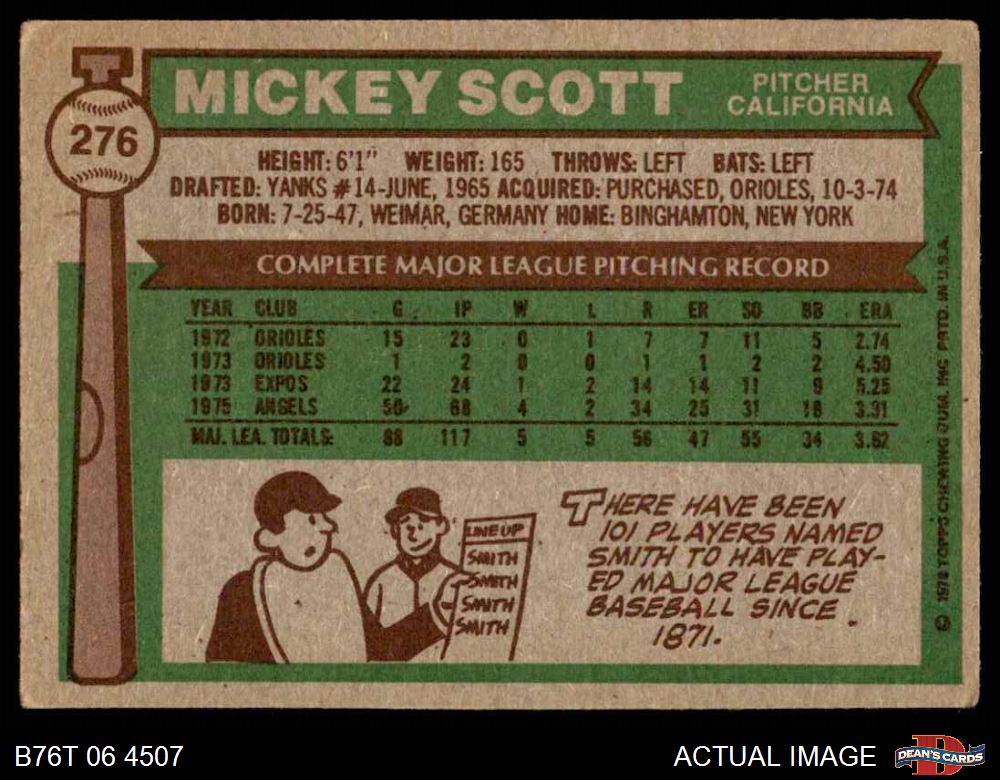 MICKEY SCOTT
PITCHER
CALIFORNIA
276
HEIGHT: 6'1" WEIGHT: 165 THROWS: LEFT BATS: LEFT
DRAFTED: YANKS #14-JUNE, 1965 ACQUIRED: PURCHASED, ORIOLES, 10-3-74
BORN: 7-25-47, WEIMAR, GERMANY HOME: BINGHAMTON, NEW YORK
COMPLETE MAJOR LEAGUE PITCHING RECORD
YEAR CLUB G IP W L R ER SO BB ERA
1972 ORIOLES 15 23 0 1 7 7 11 5 2.74
1973 ORIOLES 1 2 0 0 1 1 2 2 4.50
1973 EXPOS 22 24 1 2 14 14 11 9 5.25
1975 ANGELS 50 68 4 2 34 25 31 18 3.31
MAJ. LEA. TOTALS: 88 117 5 5 56 47 55 34 3.62
LINE UP
SMITH
SMITH
SMITH
SMITH
THERE HAVE BEEN
101 PLAYERS NAMED
SMITH TO HAVE PLAY-
ED MAJOR LEAGUE
BASEBALL SINCE
1871.
© 1976 TOPPS CHEWING GUM, INC. PRTD. IN U.S.A.
B76T 06 4507
ACTUAL IMAGE
D
DEAN'S CARDS